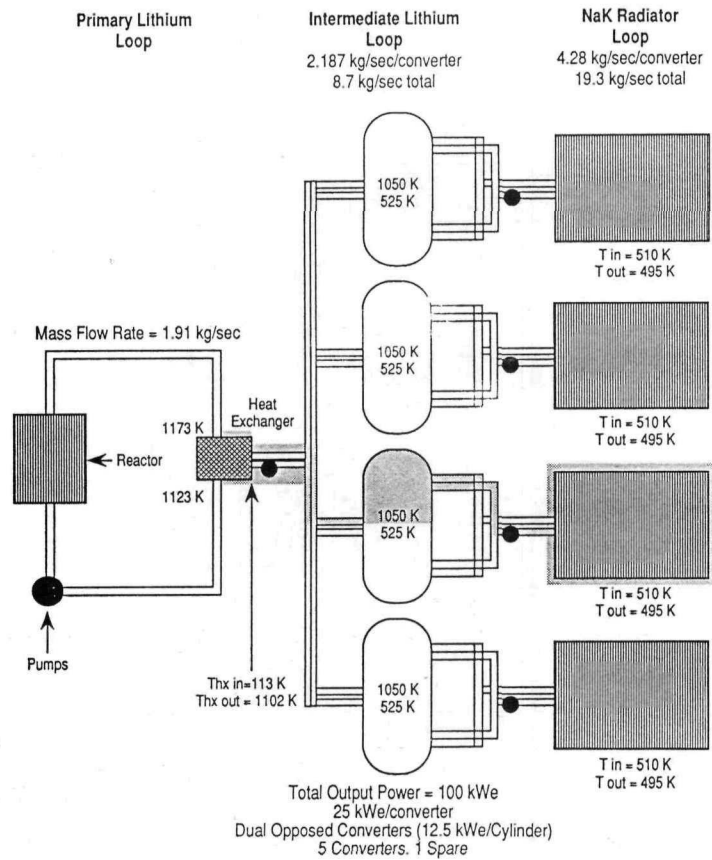 Primary Lithium
Loop
Intermediate Lithium
Loop
2.187 kg/sec/converter
8.7 kg/sec total
NaK Radiator
Loop
4.28 kg/sec/converter
19.3 kg/sec total
1050 K
525 K
T in = 510 K
T out = 495 K
Mass Flow Rate = 1.91 kg/sec
1050 K
525 K
T in = 510 K
T out = 495 K
Heat
Exchanger
1173 K
Reactor
1123 K
1050 K
525 K
T in = 510 K
T out = 495 K
Pumps
Thx in=113 K
Thx out = 1102 K
1050 K
525 K
T in = 510 K
T out = 495 K
Total Output Power = 100 kWe
25 kWe/converter
Dual Opposed Converters (12.5 kWe/Cylinder)
5 Converters. 1 Spare